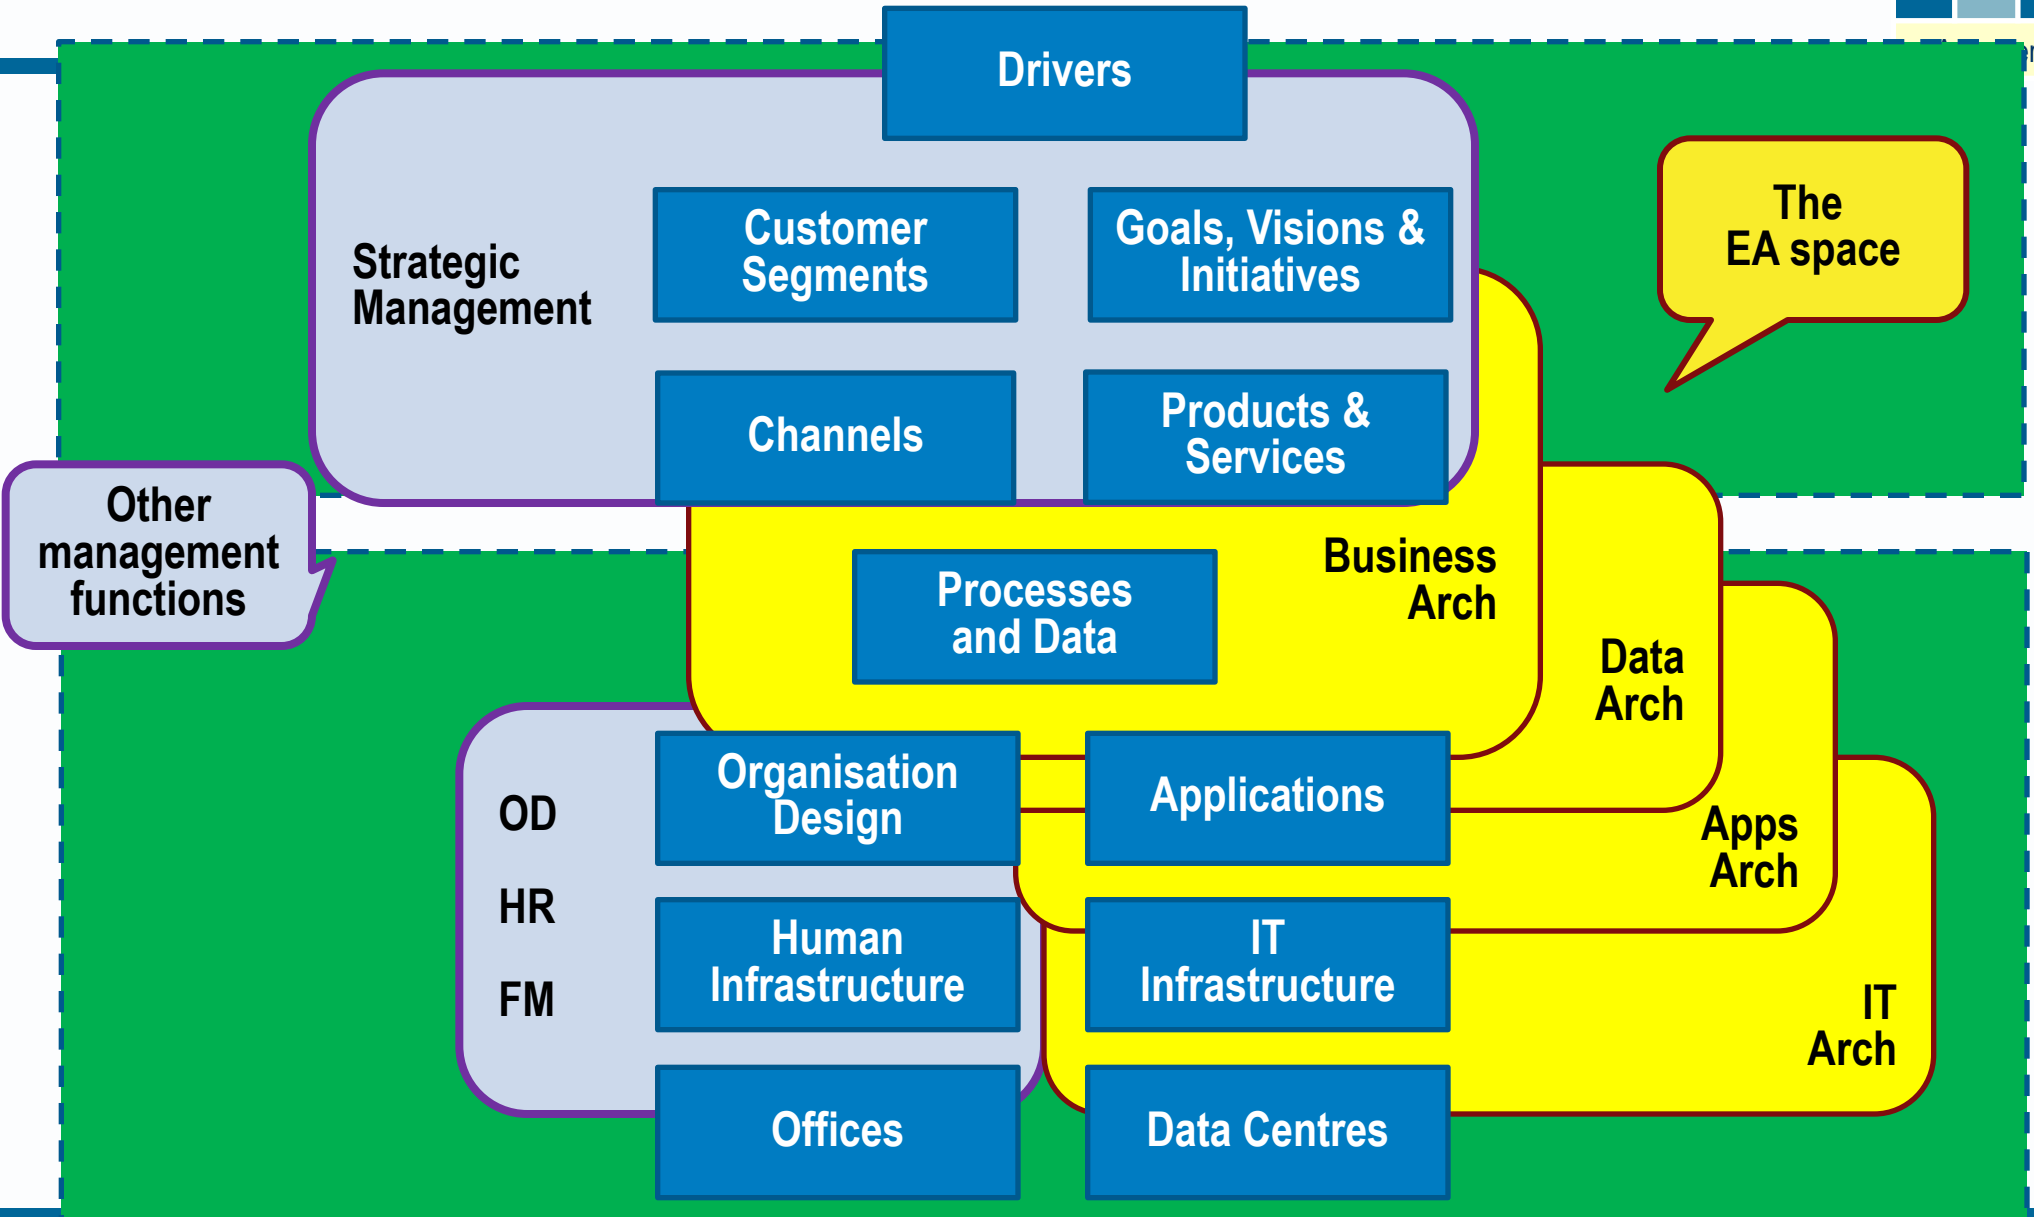 Drivers
The
EA space
Customer
Segments
Goals, Visions &
Initiatives
Strategic
Management
Channels
Products &
Services
Other
management
functions
Business
Arch
Processes
and Data
Data
Arch
Organisation
Design
Applications
OD
Apps
Arch
HR
Human
Infrastructure
IT
Infrastructure
FM
IT
Arch
Offices
Data Centres